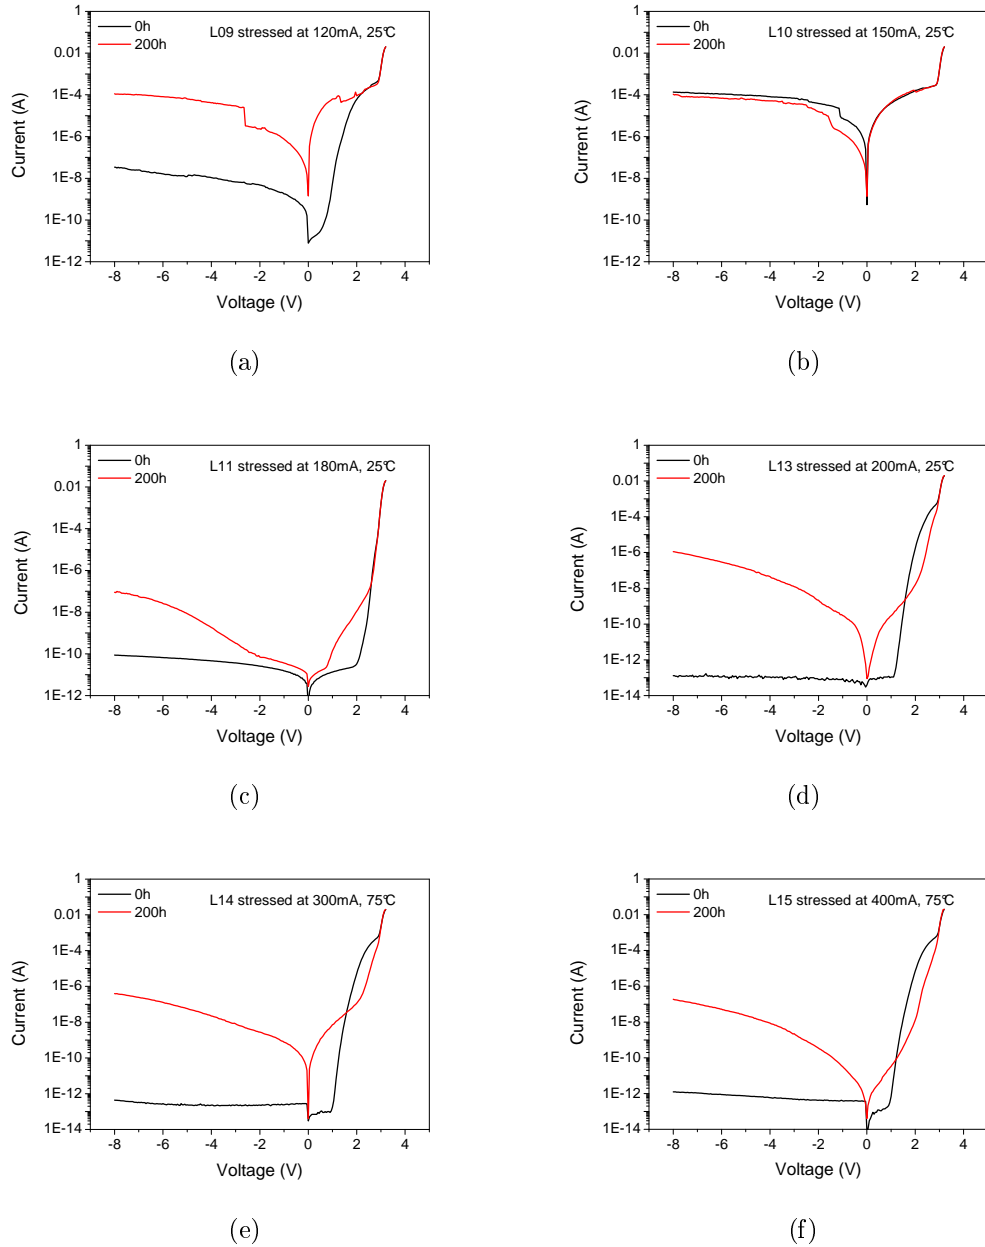 0h
200h
L09 stressed at 120mA, 25℃
1
0.01
1E-4
1E-6
1E-8
1E-10
1E-12
Current (A)
-8 -6 -4 -2 0 2 4
Voltage (V)
(a)
0h
200h
L10 stressed at 150mA, 25℃
1
0.01
1E-4
1E-6
1E-8
1E-10
1E-12
Current (A)
-8 -6 -4 -2 0 2 4
Voltage (V)
(b)
0h
200h
L11 stressed at 180mA, 25℃
1
0.01
1E-4
1E-6
1E-8
1E-10
1E-12
Current (A)
-8 -6 -4 -2 0 2 4
Voltage (V)
(c)
0h
200h
L13 stressed at 200mA, 25℃
1
0.01
1E-4
1E-6
1E-8
1E-10
1E-12
1E-14
Current (A)
-8 -6 -4 -2 0 2 4
Voltage (V)
(d)
0h
200h
L14 stressed at 300mA, 75℃
1
0.01
1E-4
1E-6
1E-8
1E-10
1E-12
1E-14
Current (A)
-8 -6 -4 -2 0 2 4
Voltage (V)
(e)
0h
200h
L15 stressed at 400mA, 75℃
1
0.01
1E-4
1E-6
1E-8
1E-10
1E-12
1E-14
Current (A)
-8 -6 -4 -2 0 2 4
Voltage (V)
(f)